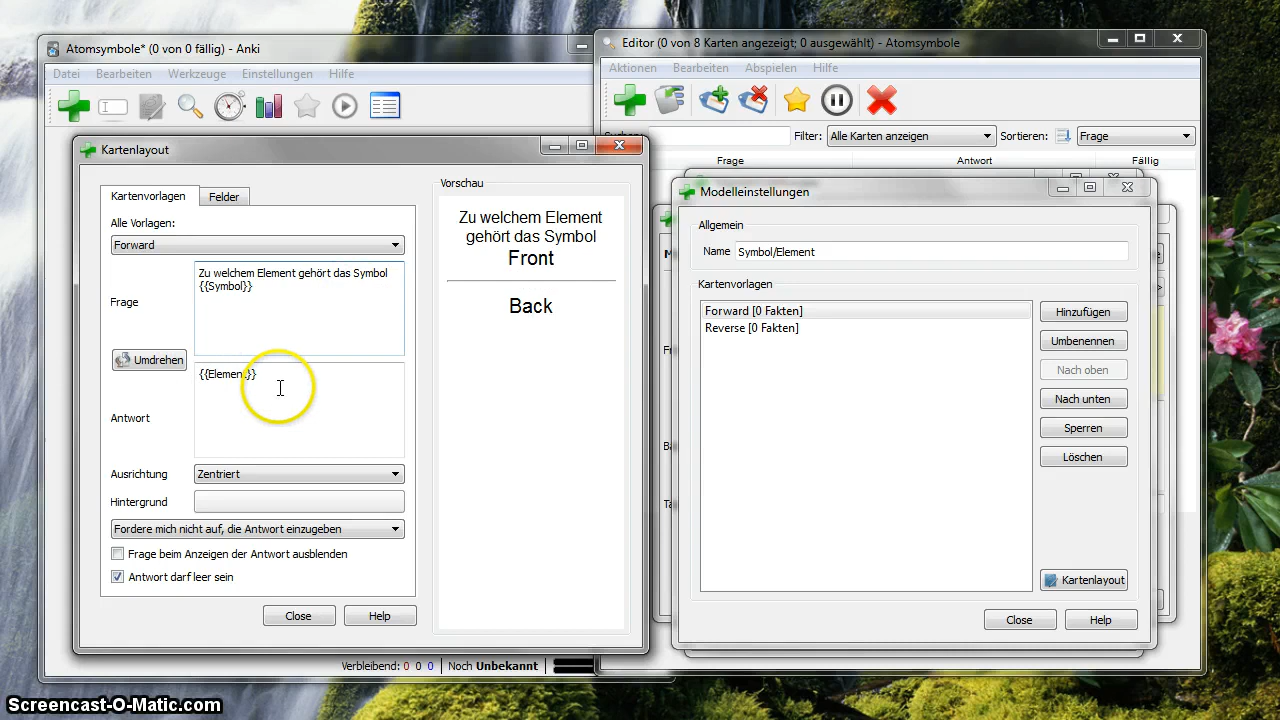 Atomsymbole* (0 von 0 fällig) - Anki
Datei Bearbeiten Werkzeuge Einstellungen Hilfe
Editor (0 von 8 Karten angezeigt; 0 ausgewählt) - Atomsymbole
Aktionen Bearbeiten Abspielen Hilfe
Filter: Alle Karten anzeigen Sortieren: Frage
Frage Antwort Fällig
Kartenlayout
Kartenvorlagen Felder
Alle Vorlagen:
Forward
Frage
Zu welchem Element gehört das Symbol
{{Symbol}}
Umdrehen
Antwort
{{Element}}
Ausrichtung Zentriert
Hintergrund
Fordere mich nicht auf, die Antwort einzugeben
Frage beim Anzeigen der Antwort ausblenden
Antwort darf leer sein
Close Help
Vorschau
Zu welchem Element
gehört das Symbol
Front
Back
Verbleibend: 0 0 0 Noch Unbekannt
Modelleinstellungen
Allgemein
Name Symbol/Element
Kartenvorlagen
Forward [0 Fakten]
Reverse [0 Fakten]
Hinzufügen
Umbenennen
Nach oben
Nach unten
Sperren
Löschen
Kartenlayout
Close Help
Screencast-O-Matic.com